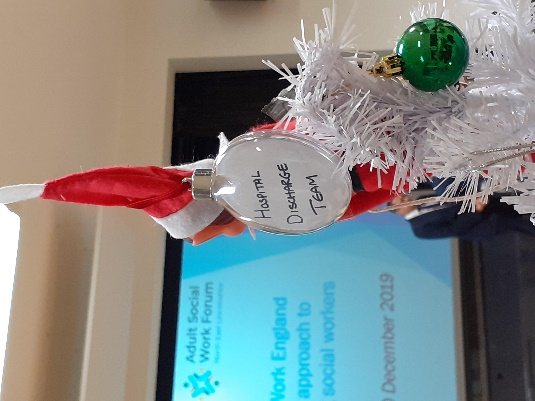 HOSPITAL
DISCHARGE
TEAM
Adult Social
Work Forum
Work England
approach to
social workers
December 2019